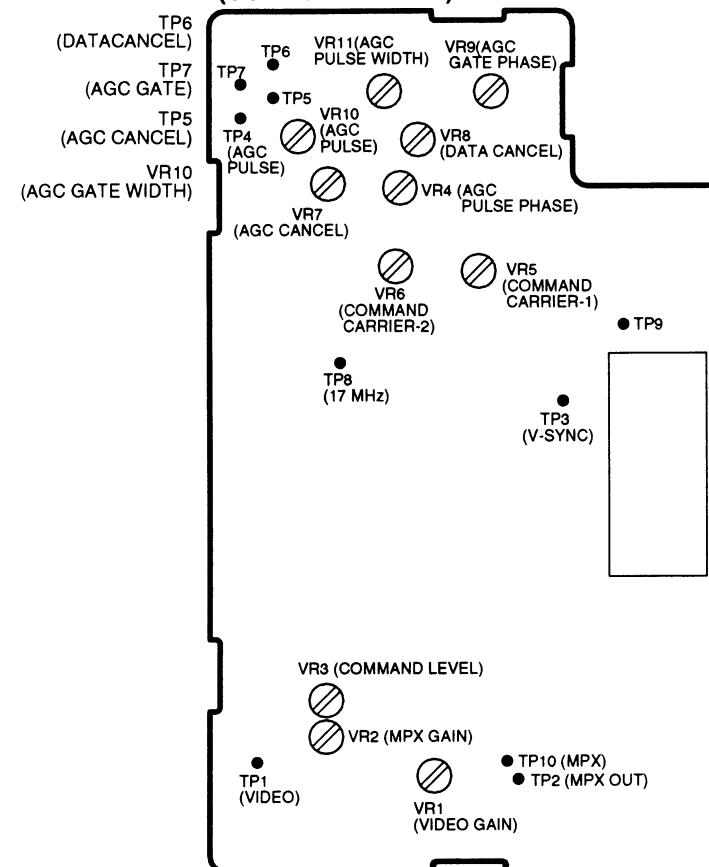 TP6
(DATACANCEL)
TP7
(AGC GATE)
TP5
(AGC CANCEL)
VR10
(AGC GATE WIDTH)
TP6
TP7
TP5
TP4
(AGC
PULSE)
VR11(AGC
PULSE WIDTH)
VR9(AGC
GATE PHASE)
VR10
(AGC
PULSE)
VR8
(DATA CANCEL)
VR7
(AGC CANCEL)
VR4 (AGC
PULSE PHASE)
VR6
(COMMAND
CARRIER-2)
VR5
(COMMAND
CARRIER-1)
TP9
TP8
(17 MHz)
TP3
(V-SYNC)
VR3 (COMMAND LEVEL)
VR2 (MPX GAIN)
TP1
(VIDEO)
VR1
(VIDEO GAIN)
TP10 (MPX)
TP2 (MPX OUT)